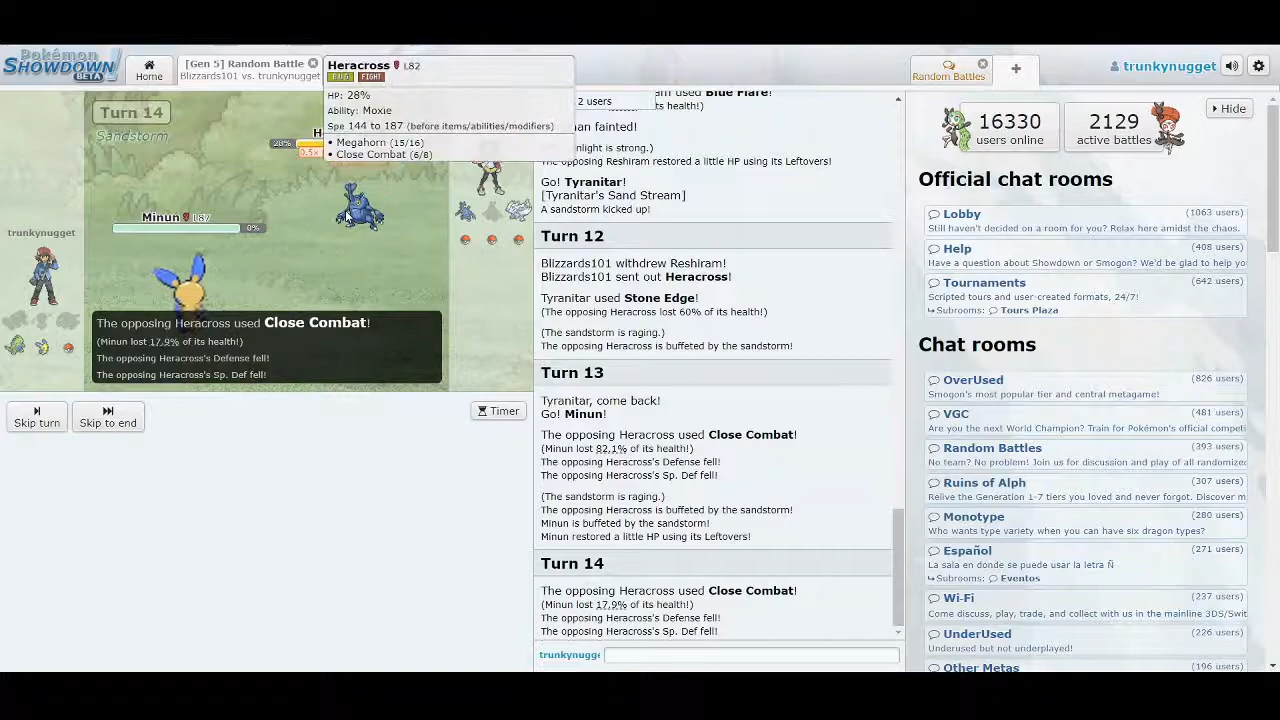 Pokémon
SHOWDOWN
BETA
Home
[Gen 5] Random Battle
Blizzards101 vs. trunkynugget
Heracross L82
BUG FIGHT
HP: 28%
Ability: Moxie
Spe 144 to 187 (before items/abilities/modifiers)
• Megahorn (15/16)
• Close Combat (6/8)
Random Battles
trunkynugget
Turn 14
Sandstorm
H
28%
0.5×
Minun L87
0%
trunkynugget
The opposing Heracross used Close Combat!
(Minun lost 17.9% of its health!)
The opposing Heracross's Defense fell!
The opposing Heracross's Sp. Def fell!
Skip turn
Skip to end
Timer
2 users
m used Blue Flare!
s health!)
an fainted!
nlight is strong.)
The opposing Reshiram restored a little HP using its Leftovers!
Go! Tyranitar!
[Tyranitar's Sand Stream]
A sandstorm kicked up!
Turn 12
Blizzards101 withdrew Reshiram!
Blizzards101 sent out Heracross!
Tyranitar used Stone Edge!
(The opposing Heracross lost 60% of its health!)
(The sandstorm is raging.)
The opposing Heracross is buffeted by the sandstorm!
Turn 13
Tyranitar, come back!
Go! Minun!
The opposing Heracross used Close Combat!
(Minun lost 82.1% of its health!)
The opposing Heracross's Defense fell!
The opposing Heracross's Sp. Def fell!
(The sandstorm is raging.)
The opposing Heracross is buffeted by the sandstorm!
Minun is buffeted by the sandstorm!
Minun restored a little HP using its Leftovers!
Turn 14
The opposing Heracross used Close Combat!
(Minun lost 17.9% of its health!)
The opposing Heracross's Defense fell!
The opposing Heracross's Sp. Def fell!
trunkynugge
16330
users online
2129
active battles
Hide
Official chat rooms
Lobby (1063 users)
Still haven't decided on a room for you? Relax here amidst the chaos.
Help (408 users)
Have a question about Showdown or Smogon? We'd be glad to help yo
Tournaments (642 users)
Scripted tours and user-created formats, 24/7!
Subrooms: Tours Plaza
Chat rooms
OverUsed (826 users)
Smogon's most popular tier and central metagame!
VGC (481 users)
Are you the next World Champion? Train for Pokémon's official competi
Random Battles (393 users)
No team? No problem! Join us for discussion and play of all randomize
Ruins of Alph (307 users)
Relive the Generation 1-7 tiers you loved and never forgot. Discover m
Monotype (280 users)
Who wants type variety when you can have six dragon types?
Español (271 users)
La sala en donde se puede usar la letra Ñ
Subrooms: Eventos
Wi-Fi (237 users)
Come discuss, play, trade, and collect with us in the mainline 3DS/Swit
UnderUsed (226 users)
Underused but not underplayed!
Other Metas (196 users)